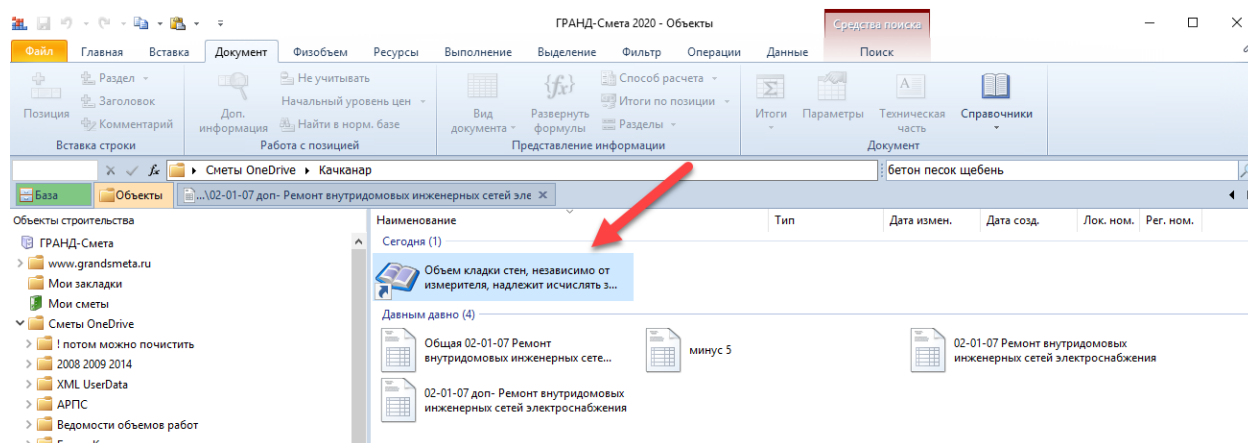 ГРАНД-Смета 2020 - Объекты
Средства поиска
Файл Главная Вставка Документ Физобъем Ресурсы Выполнение Выделение Фильтр Операции Данные Поиск
Позиция
Раздел
Заголовок
Комментарий
Вставка строки
Доп. информация
Не учитывать
Начальный уровень цен
Найти в норм. базе
Работа с позицией
Вид документа
Развернуть формулы
Способ расчета
Итоги по позиции
Разделы
Представление информации
Итоги
Параметры
Техническая часть
Справочники
Документ
fx
Сметы OneDrive Качканар
бетон песок щебень
База
Объекты
...\02-01-07 доп- Ремонт внутридомовых инженерных сетей эле
Объекты строительства
ГРАНД-Смета
www.grandsmeta.ru
Мои закладки
Мои сметы
Сметы OneDrive
! потом можно почистить
2008 2009 2014
XML UserData
АРПС
Ведомости объемов работ
Наименование Тип Дата измен. Дата созд. Лок. ном. Рег. ном.
Сегодня (1)
Объем кладки стен, независимо от
измерителя, надлежит исчислять з...
Давным давно (4)
Общая 02-01-07 Ремонт
внутридомовых инженерных сете...
минус 5
02-01-07 Ремонт внутридомовых
инженерных сетей электроснабжения
02-01-07 доп- Ремонт внутридомовых
инженерных сетей электроснабжения